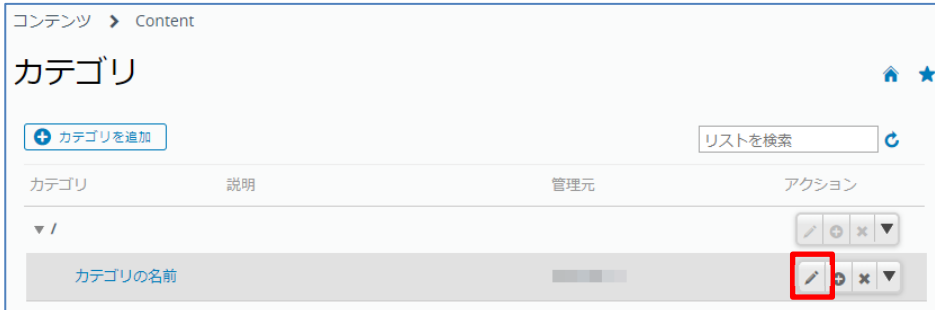 コンテンツ > Content
カテゴリ
カテゴリを追加
リストを検索
カテゴリ 説明 管理元 アクション
/
カテゴリの名前